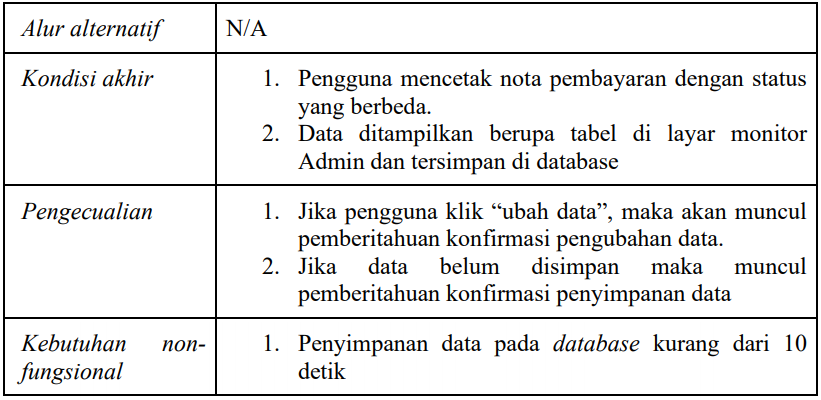 Alur alternatif N/A
Kondisi akhir 1. Pengguna mencetak nota pembayaran dengan status
yang berbeda.
2. Data ditampilkan berupa tabel di layar monitor
Admin dan tersimpan di database
Pengecualian 1. Jika pengguna klik “ubah data”, maka akan muncul
pemberitahuan konfirmasi pengubahan data.
2. Jika data belum disimpan maka muncul
pemberitahuan konfirmasi penyimpanan data
Kebutuhan non- 1. Penyimpanan data pada database kurang dari 10
fungsional detik